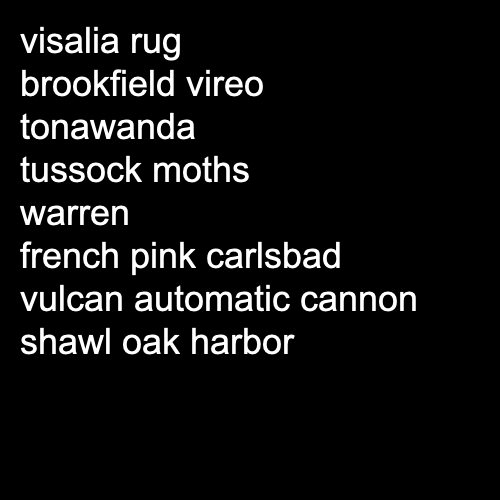 visalia rug
brookfield vireo
tonawanda
tussock moths
warren
french pink carlsbad
vulcan automatic cannon
shawl oak harbor